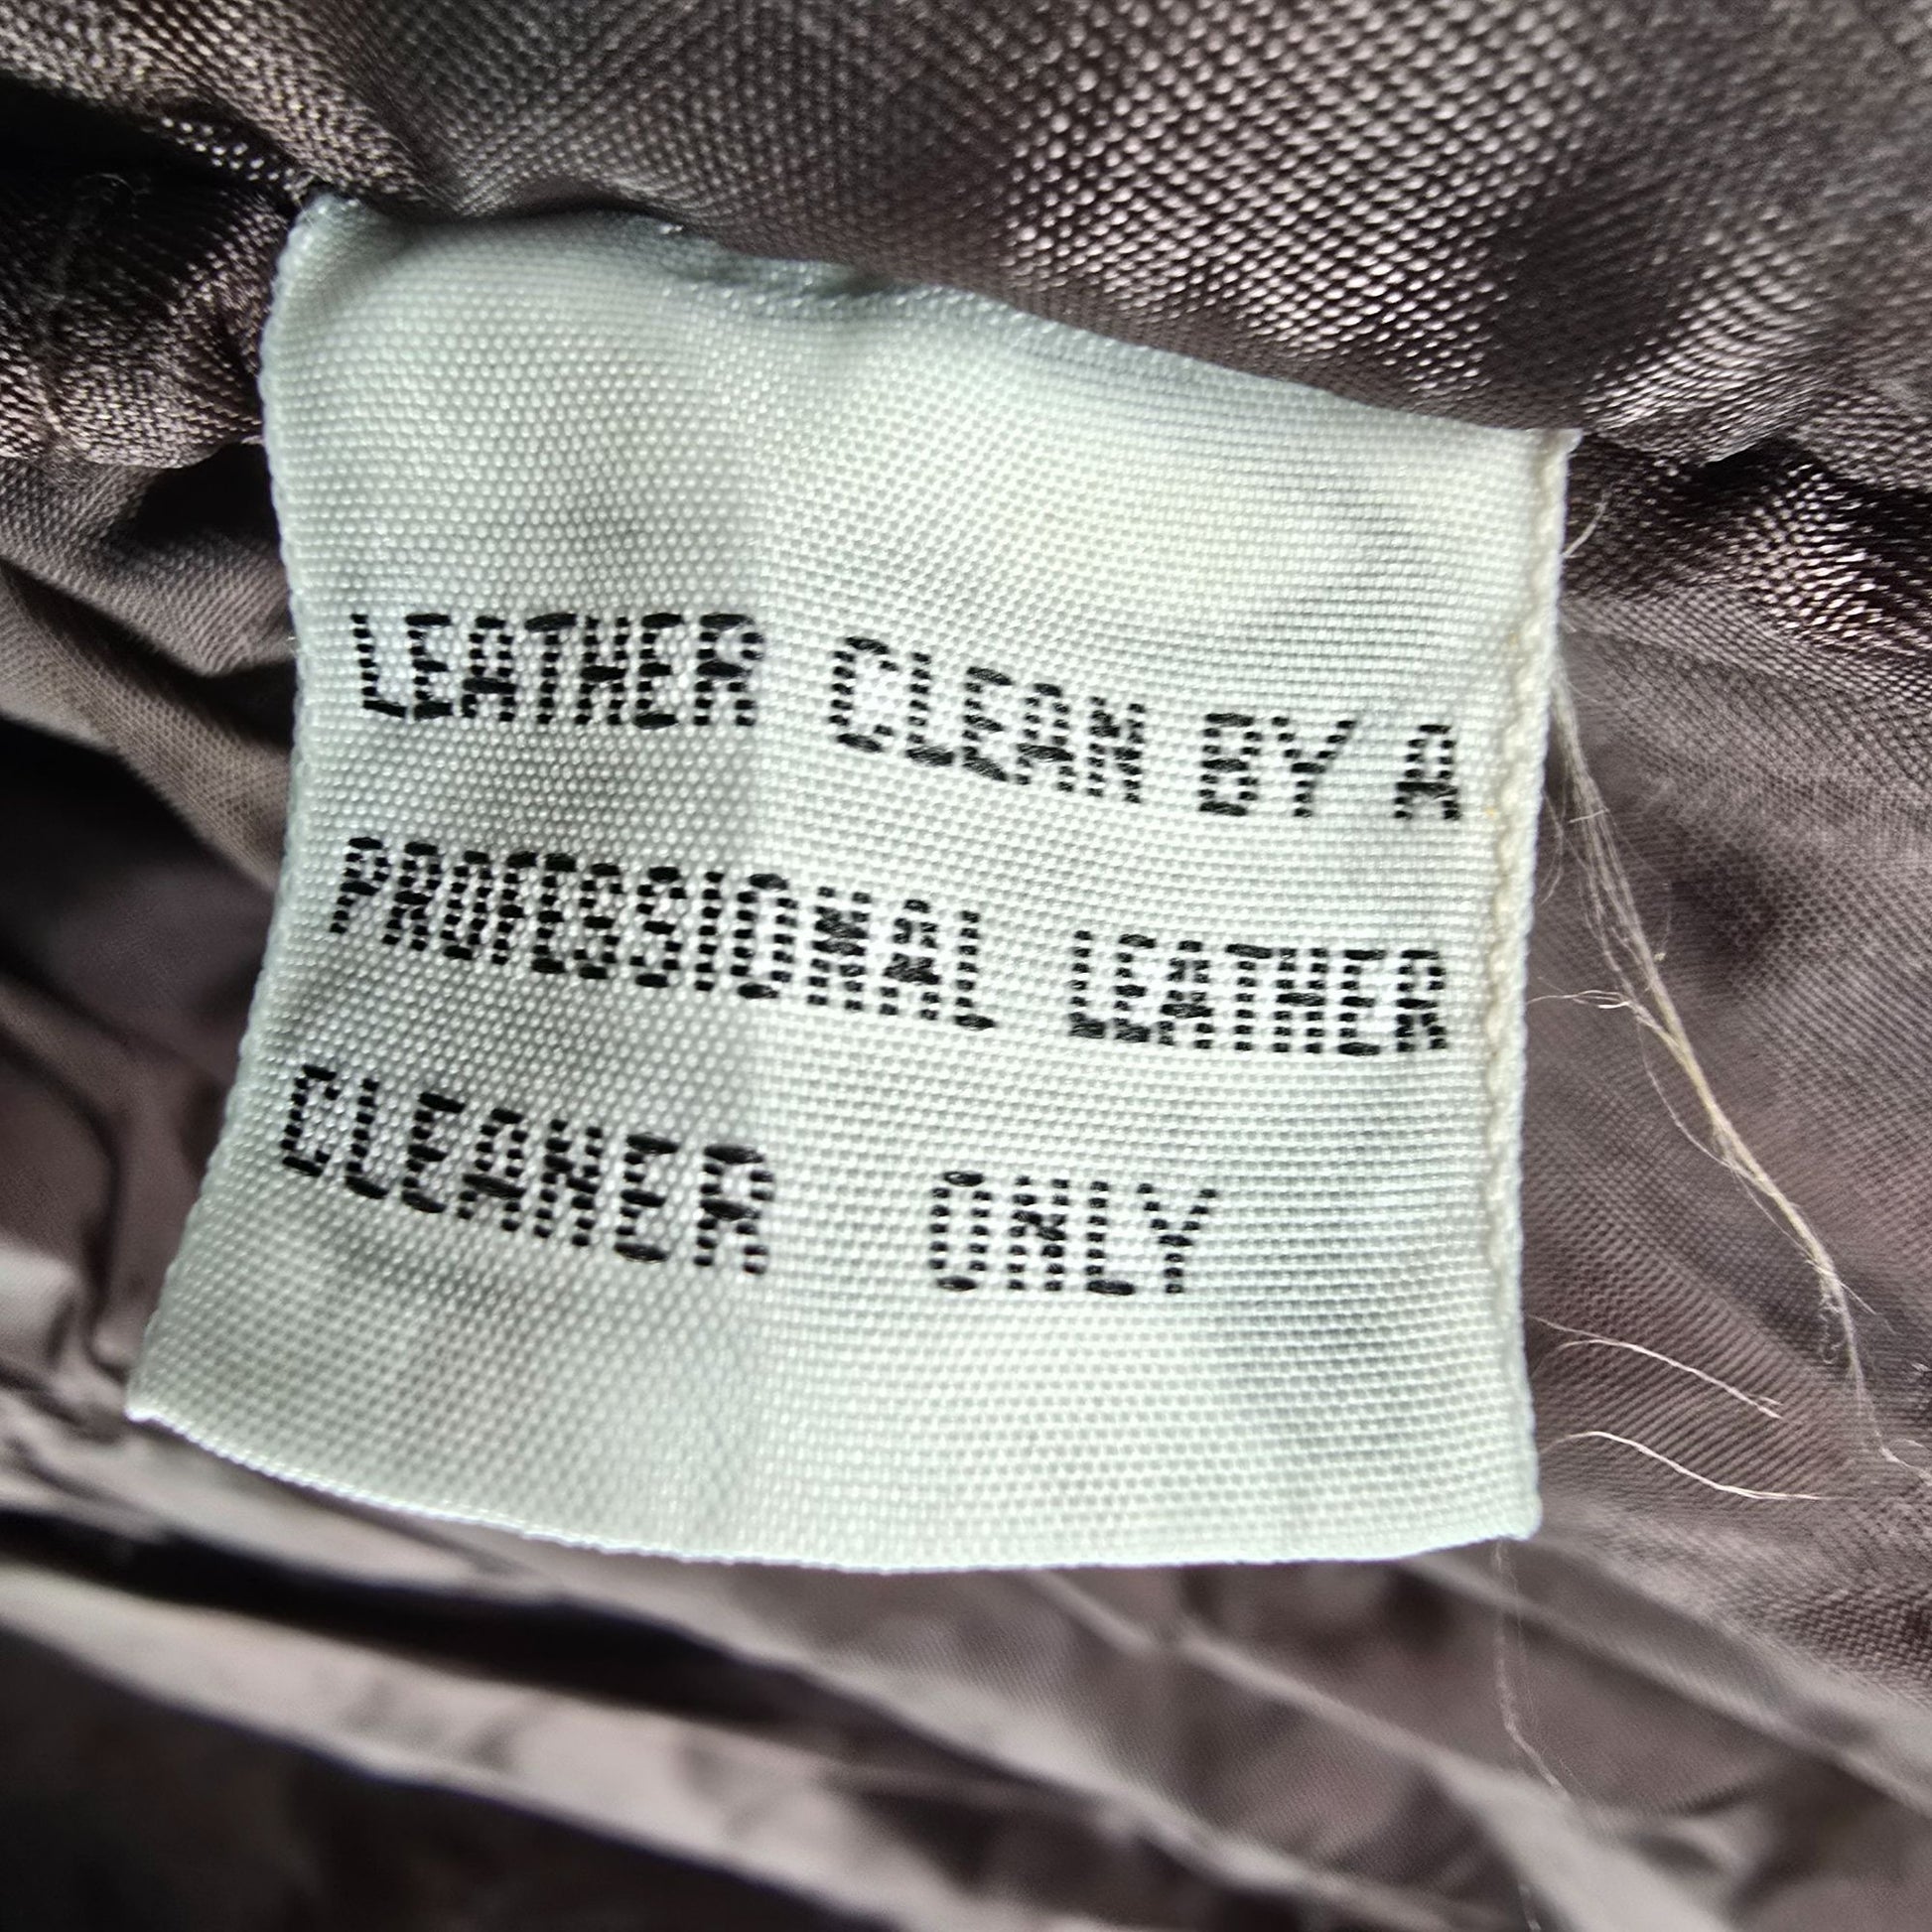 LEATHER CLEAN BY A
PROFESSIONAL LEATHER
CLEANER ONLY